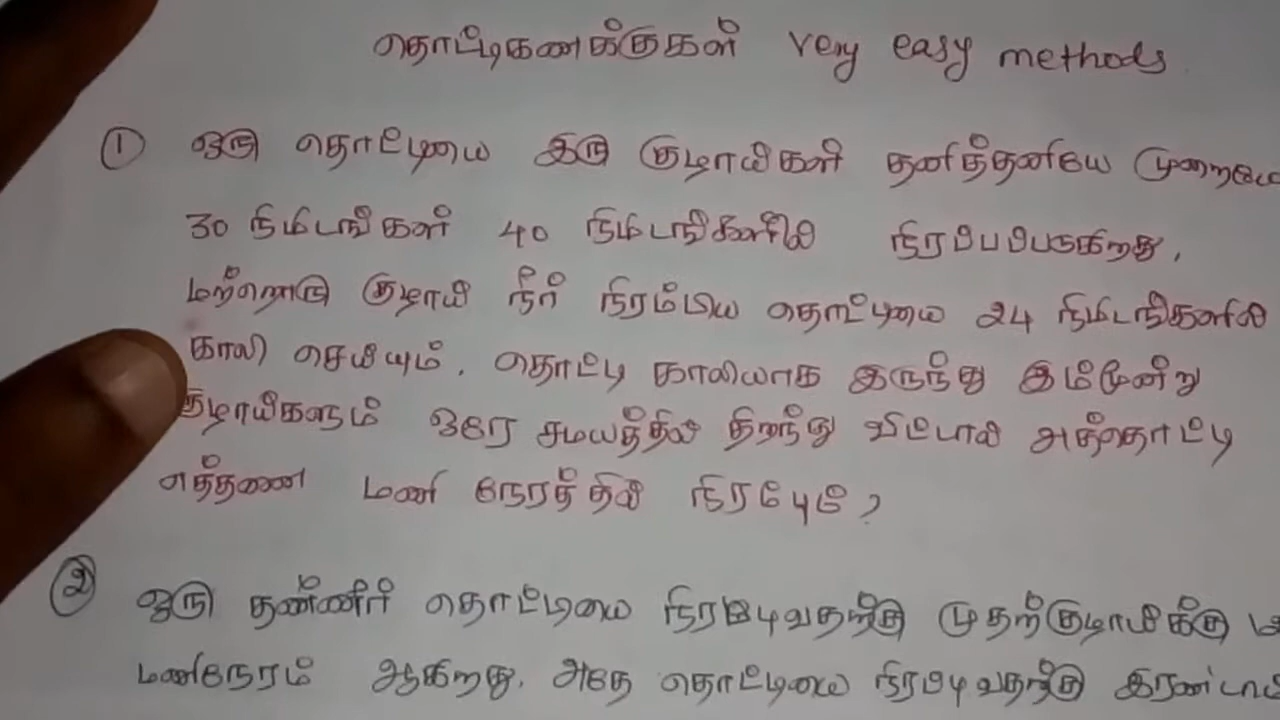 தொட்டிகணக்குகள் very easy methods
① ஒரு தொட்டியை இரு குழாய்கள் தனித்தனியே முறையே
30 நிமிடங்கள் 40 நிமிடங்களில் நிரப்பப்படுகிறது,
மற்றொரு குழாய் நீர் நிரம்பிய தொட்டியை 24 நிமிடங்களில்
காலி செய்யும். தொட்டி காலியாக இருந்து இம்மூன்று
குழாய்களும் ஒரே சமயத்தில் திறந்து விட்டால் அத்தொட்டி
எத்தணை மணி நேரத்தில் நிரம்பும்?
② ஒரு தண்ணீர் தொட்டியை நிரப்புவதற்கு முதற்குழாய்க்கு
மணிநேரம் ஆகிறது. அதே தொட்டியை நிரப்புவதற்கு